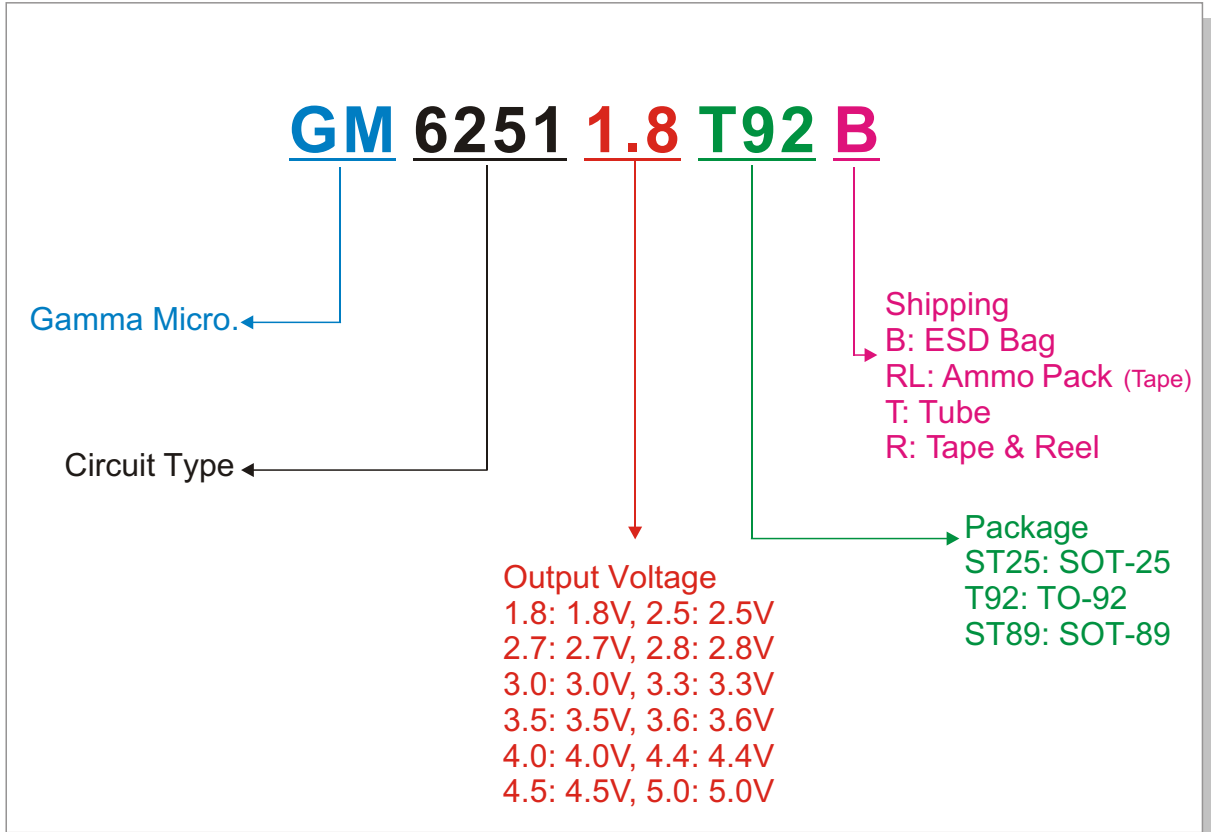 GM 6251 1.8 T92 B
Gamma Micro.
Circuit Type
Output Voltage
1.8: 1.8V, 2.5: 2.5V
2.7: 2.7V, 2.8: 2.8V
3.0: 3.0V, 3.3: 3.3V
3.5: 3.5V, 3.6: 3.6V
4.0: 4.0V, 4.4: 4.4V
4.5: 4.5V, 5.0: 5.0V
Package
ST25: SOT-25
T92: TO-92
ST89: SOT-89
Shipping
B: ESD Bag
RL: Ammo Pack (Tape)
T: Tube
R: Tape & Reel